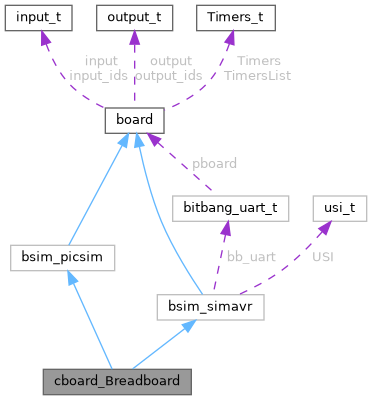 input_t
output_t
Timers_t
input
input_ids
output
output_ids
Timers
TimersList
board
pboard
bitbang_uart_t
usi_t
bsim_picsim
bb_uart
USI
bsim_simavr
cboard_Breadboard